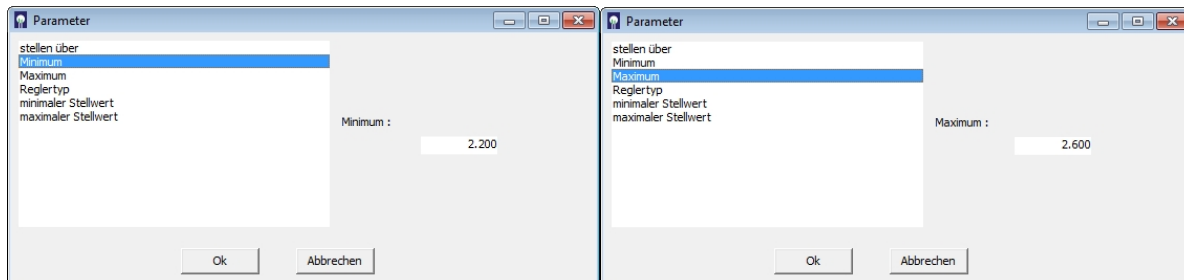 Parameter
stellen über
Minimum
Maximum
Reglertyp
minimaler Stellwert
maximaler Stellwert
Minimum :
2.200
Ok
Abbrechen
Parameter
stellen über
Minimum
Maximum
Reglertyp
minimaler Stellwert
maximaler Stellwert
Maximum :
2.600
Ok
Abbrechen